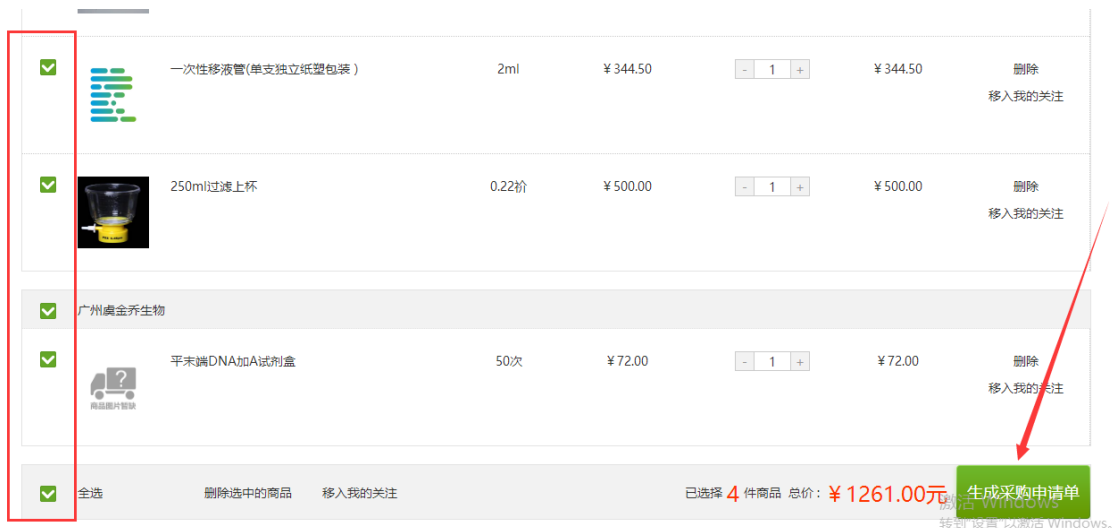 一次性移液管(单支独立纸塑包装) 2ml ¥344.50 - 1 + ¥344.50 删除
移入我的关注
250ml过滤上杯 0.22衸 ¥500.00 - 1 + ¥500.00 删除
移入我的关注
广州虞金乔生物
平末端DNA加A试剂盒 50次 ¥72.00 - 1 + ¥72.00 删除
移入我的关注
?
商品图片暂缺
全选 删除选中的商品 移入我的关注 已选择 4 件商品 总价：¥1261.00元 生成采购申请单
激活 Windows
转到"设置"以激活 Windows。